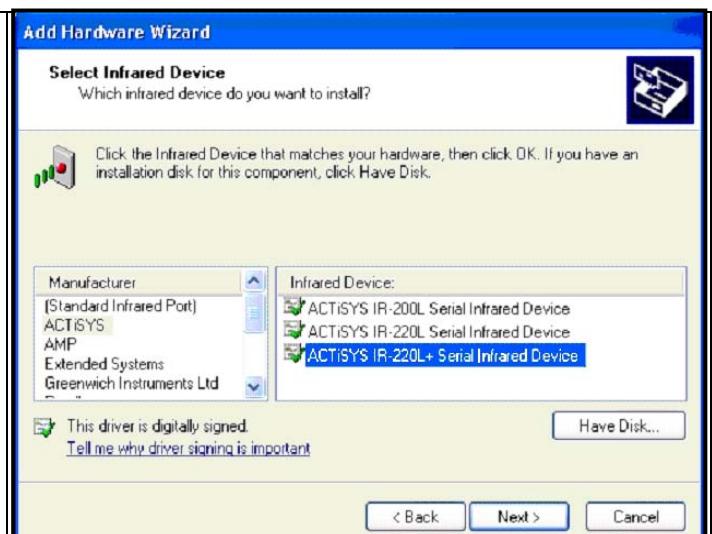 Add Hardware Wizard
Select Infrared Device
Which infrared device do you want to install?
Click the Infrared Device that matches your hardware, then click OK. If you have an
installation disk for this component, click Have Disk.
Manufacturer
(Standard Infrared Port)
ACTiSYS
AMP
Extended Systems
Greenwich Instruments Ltd
Infrared Device:
ACTiSYS IR-200L Serial Infrared Device
ACTiSYS IR-220L Serial Infrared Device
ACTiSYS IR-220L+ Serial Infrared Device
This driver is digitally signed.
Tell me why driver signing is important
Have Disk...
< Back
Next >
Cancel